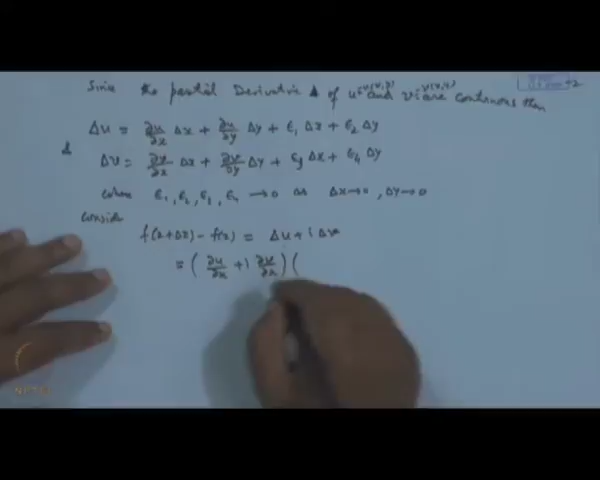 Since the partial Derivative of u(x,y) and v(x,y) are continuous then
Δu = ∂u/∂x Δx + ∂u/∂y Δy + ε₁ Δx + ε₂ Δy
& Δv = ∂v/∂x Δx + ∂v/∂y Δy + ε₃ Δx + ε₄ Δy
where ε₁, ε₂, ε₃, ε₄ → 0 as Δx→0, Δy→0
Consider
f(z+Δz) − f(z) = Δu + i Δv
= (∂u/∂x + i ∂v/∂x) (
NPTEL